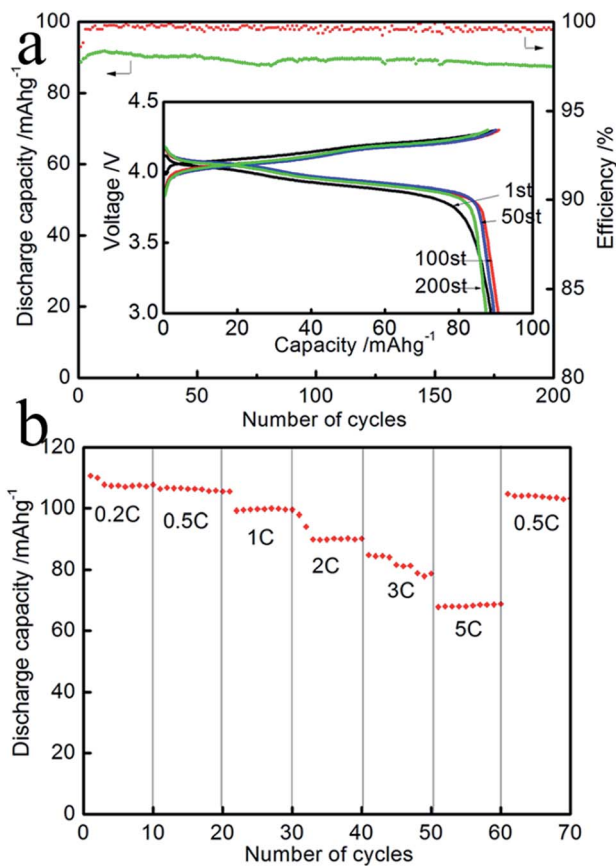 a
Discharge capacity /mAhg-1
100
80
60
40
20
0
Efficiency /%
100
95
90
85
80
Voltage /V
4.5
4.0
3.5
3.0
1st
50st
100st
200st
0 20 40 60 80 100
Capacity /mAhg-1
0 50 100 150 200
Number of cycles
b
Discharge capacity /mAhg-1
120
100
80
60
40
20
0
0.2C
0.5C
1C
2C
3C
5C
0.5C
0 10 20 30 40 50 60 70
Number of cycles